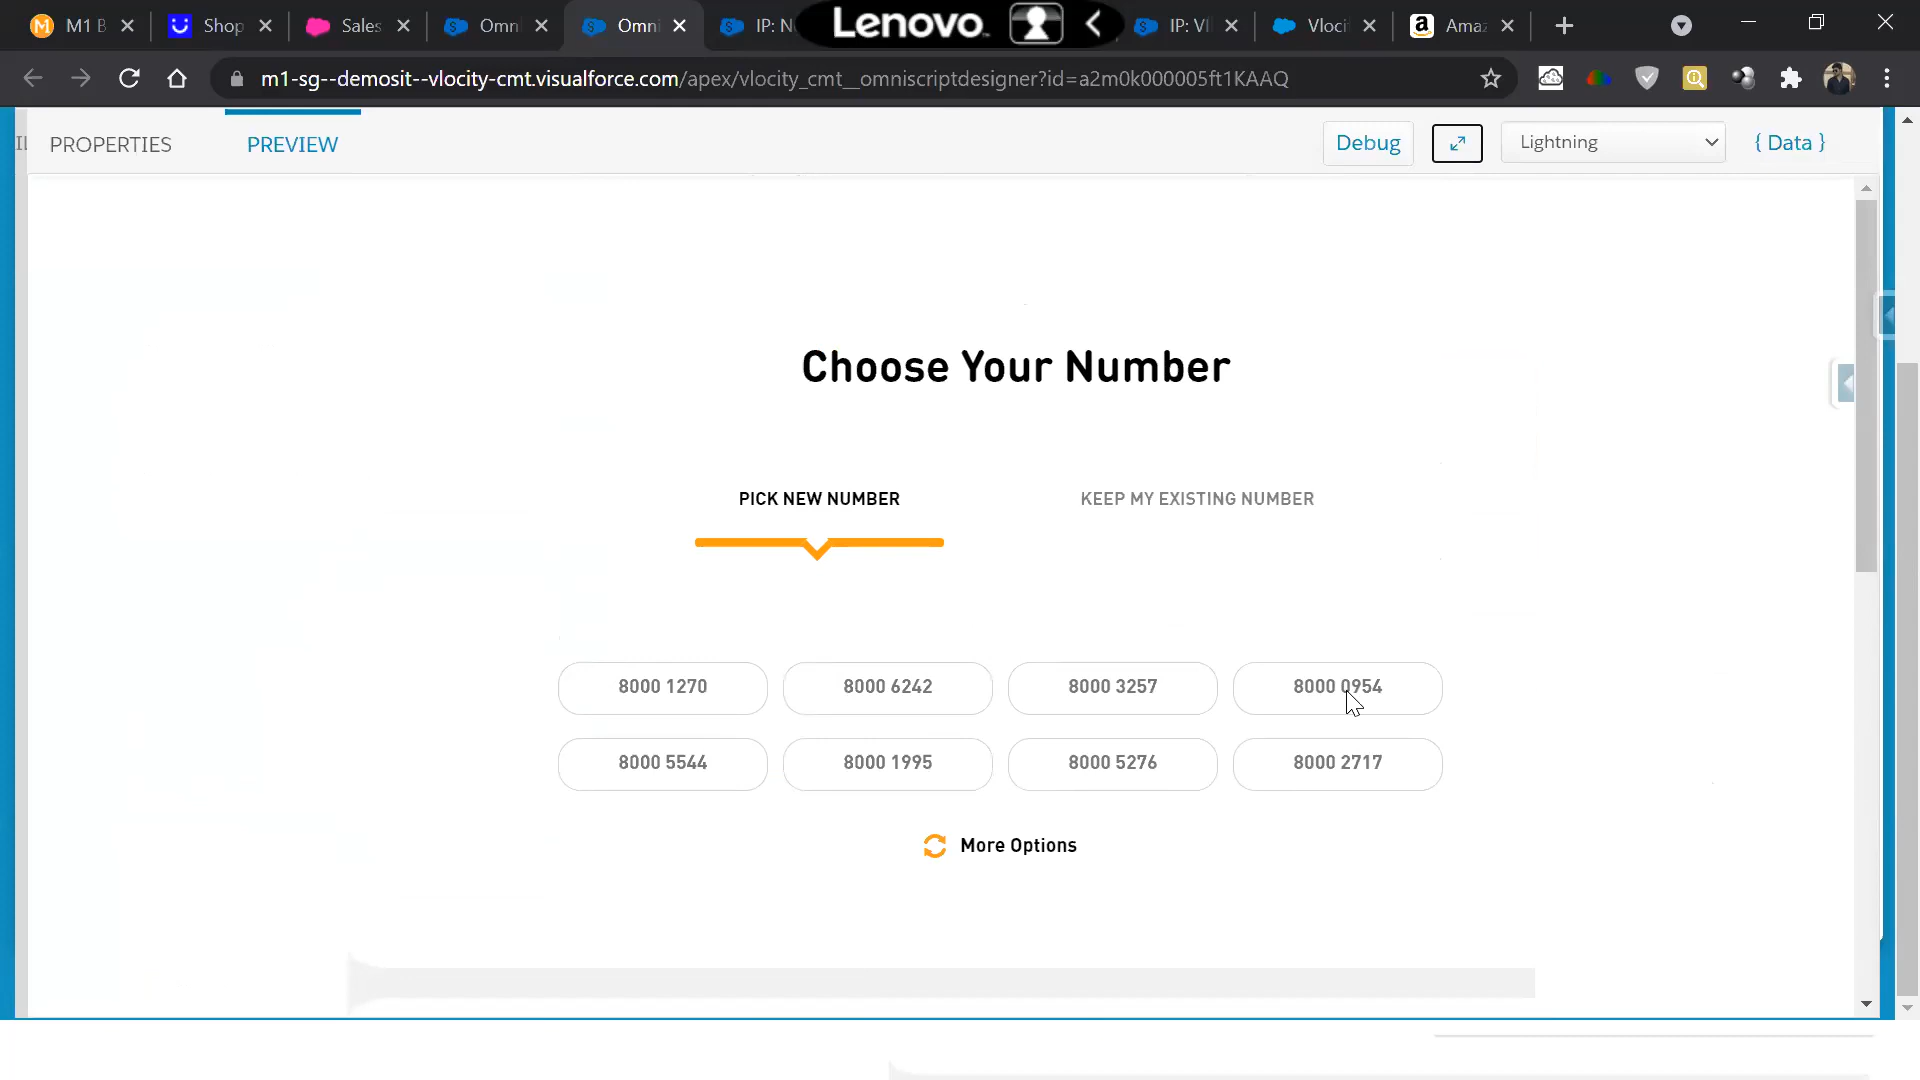 M1 B
Shop
Sales
Omni
Omni
IP: N
Lenovo
IP: Vl
Vloci
Ama
m1-sg--demosit--vlocity-cmt.visualforce.com/apex/vlocity_cmt__omniscriptdesigner?id=a2m0k000005ft1KAAQ
PROPERTIES
PREVIEW
Debug
Lightning
{ Data }
Choose Your Number
PICK NEW NUMBER
KEEP MY EXISTING NUMBER
8000 1270
8000 6242
8000 3257
8000 0954
8000 5544
8000 1995
8000 5276
8000 2717
More Options